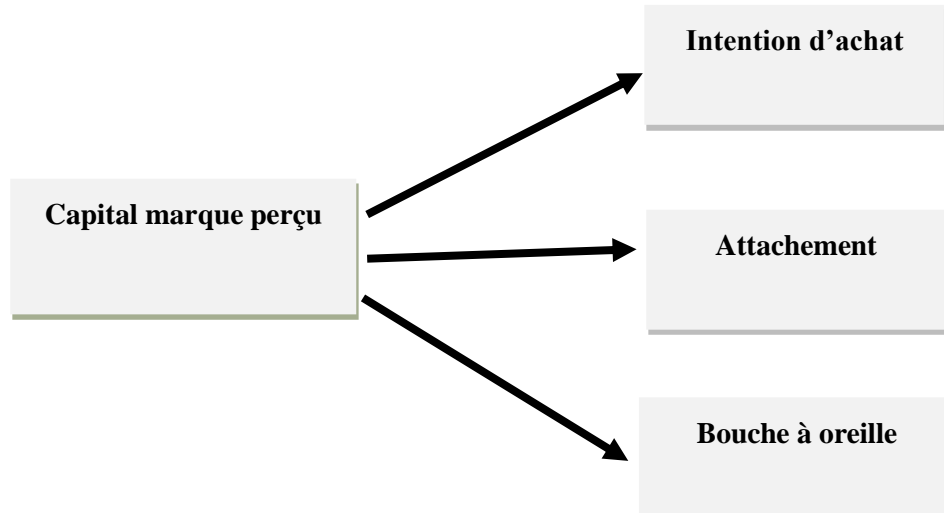 Intention d’achat
Capital marque perçu
Attachement
Bouche à oreille